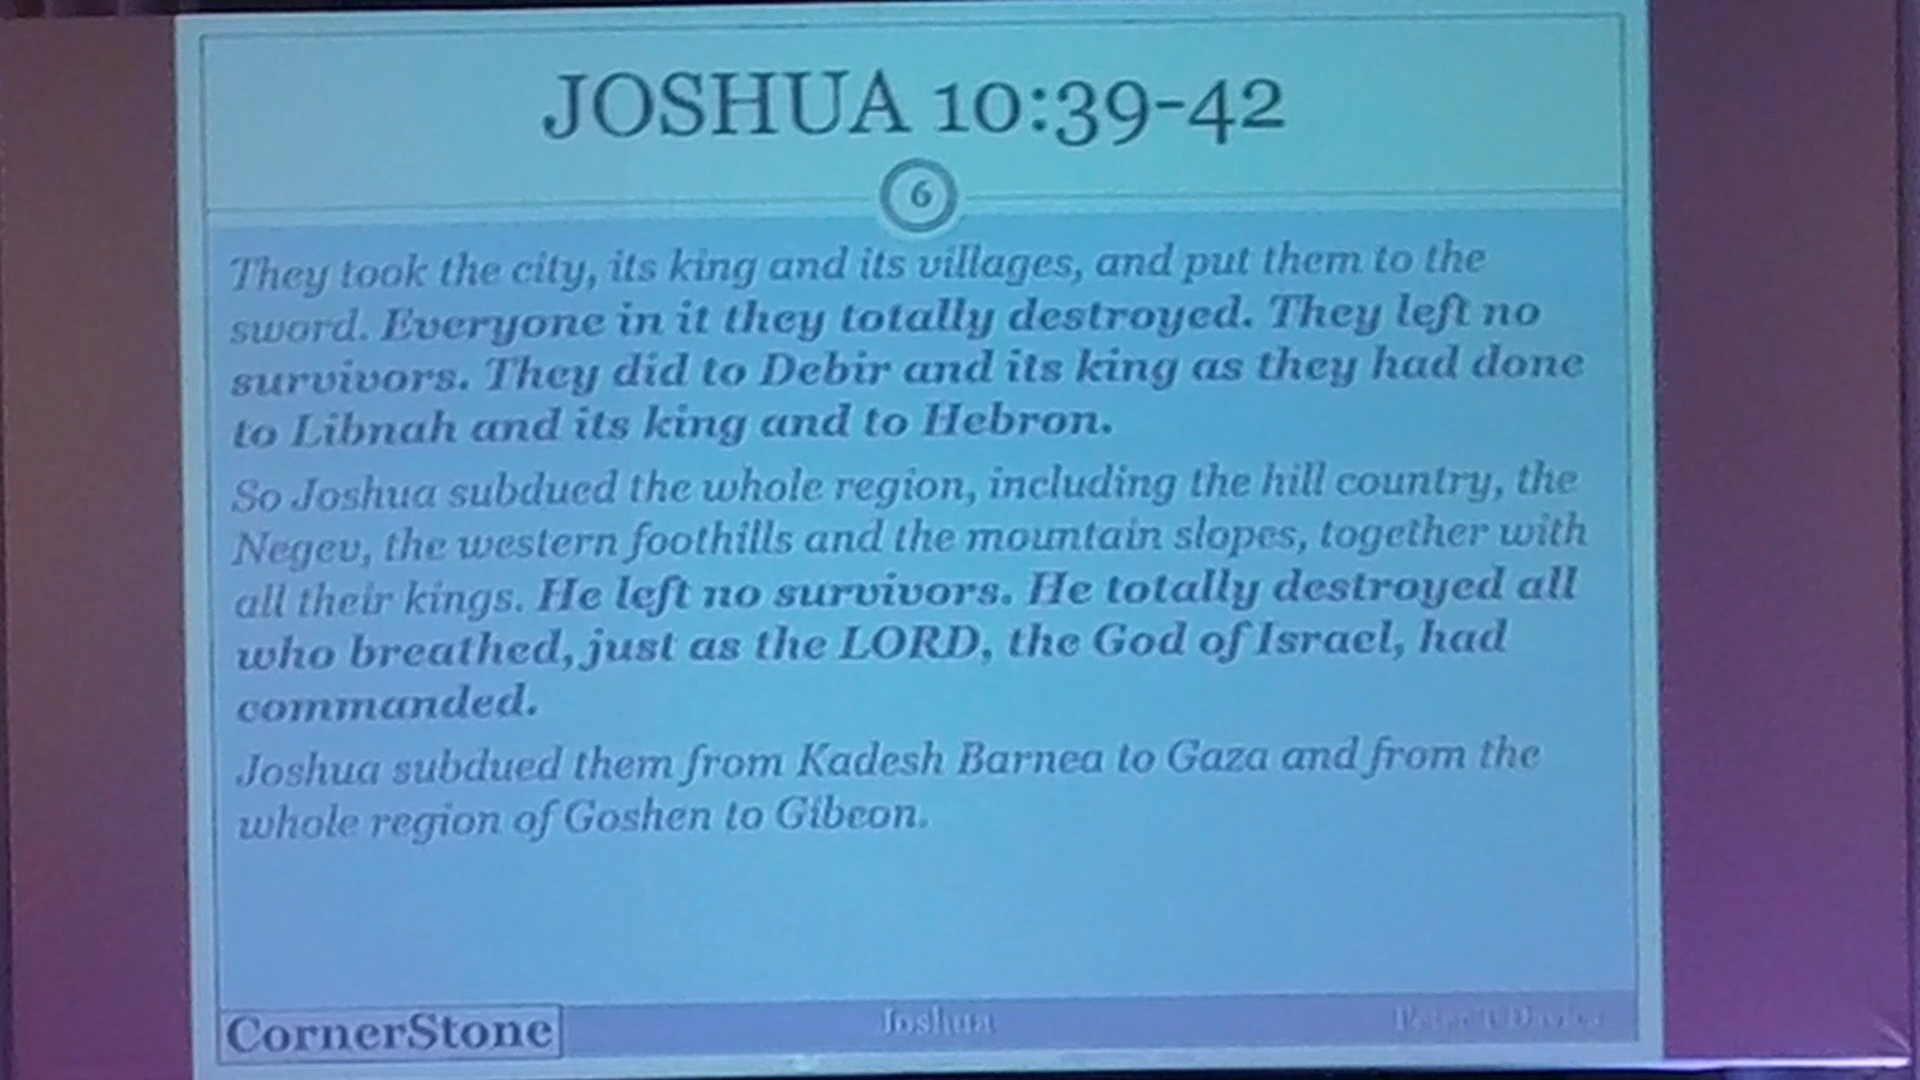 JOSHUA 10:39-42
6
They took the city, its king and its villages, and put them to the
sword. Everyone in it they totally destroyed. They left no
survivors. They did to Debir and its king as they had done
to Libnah and its king and to Hebron.
So Joshua subdued the whole region, including the hill country, the
Negev, the western foothills and the mountain slopes, together with
all their kings. He left no survivors. He totally destroyed all
who breathed, just as the LORD, the God of Israel, had
commanded.
Joshua subdued them from Kadesh Barnea to Gaza and from the
whole region of Goshen to Gibeon.
CornerStone
Joshua